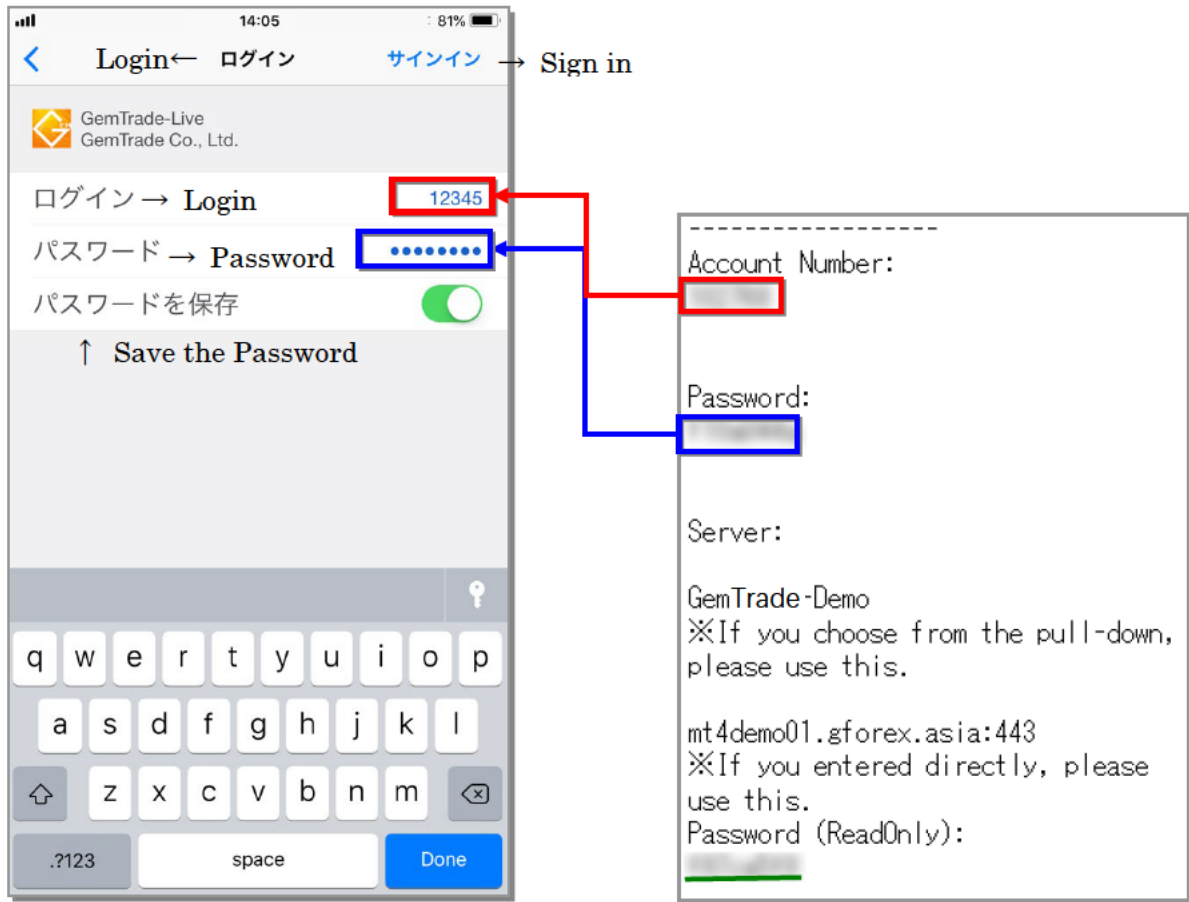 14:05
81%
Login← ログイン
サインイン → Sign in
GemTrade-Live
GemTrade Co., Ltd.
ログイン → Login
12345
パスワード → Password
••••••••
パスワードを保存
↑ Save the Password
q w e r t y u i o p
a s d f g h j k l
z x c v b n m
.?123 space Done
------------------
Account Number:
Password:
Server:
GemTrade-Demo
※If you choose from the pull-down,
please use this.
mt4demo01.gforex.asia:443
※If you entered directly, please
use this.
Password (ReadOnly):